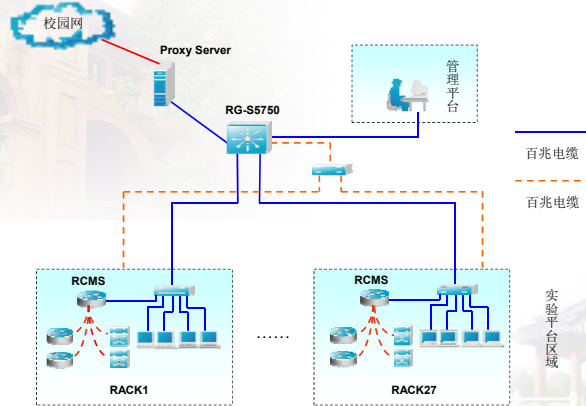 校园网
Proxy Server
RG-S5750
管理平台
百兆电缆
百兆电缆
RCMS
RCMS
实验平台区域
……
RACK1
RACK27